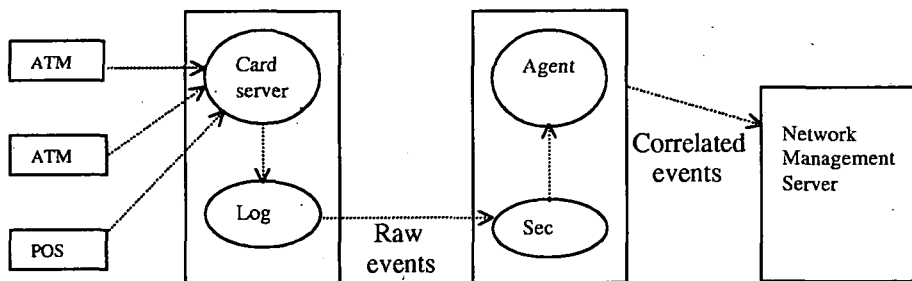 ATM
ATM
POS
Card
server
Log
Raw
events
Agent
Sec
Correlated
events
Network
Management
Server